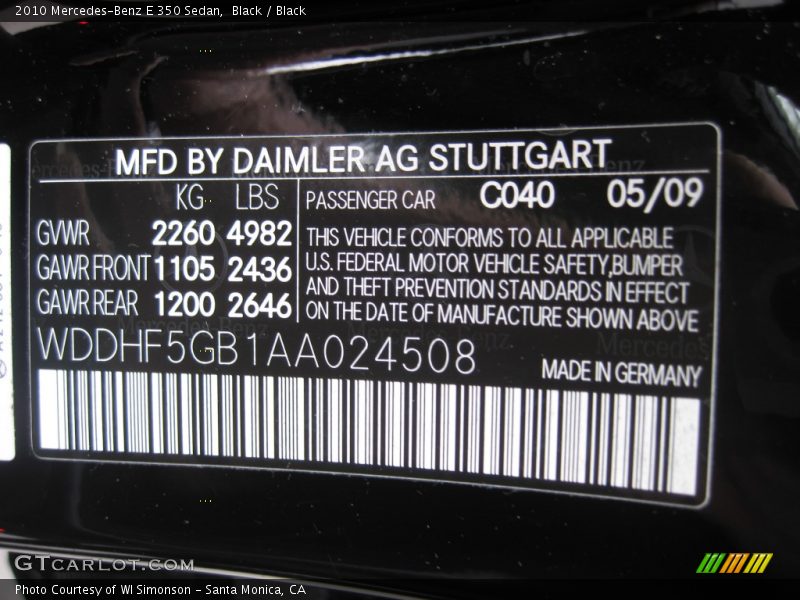 2010 Mercedes-Benz E 350 Sedan, Black / Black
MFD BY DAIMLER AG STUTTGART
KG LBS
GVWR 2260 4982
GAWR FRONT 1105 2436
GAWR REAR 1200 2646
PASSENGER CAR C040 05/09
THIS VEHICLE CONFORMS TO ALL APPLICABLE
U.S. FEDERAL MOTOR VEHICLE SAFETY,BUMPER
AND THEFT PREVENTION STANDARDS IN EFFECT
ON THE DATE OF MANUFACTURE SHOWN ABOVE
WDDHF5GB1AA024508
MADE IN GERMANY
GTCARLOT.COM
Photo Courtesy of WI Simonson - Santa Monica, CA